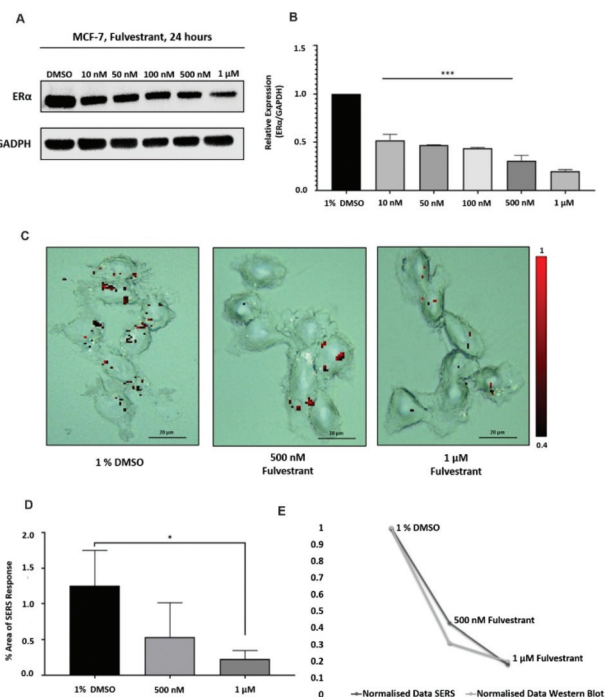 A
MCF-7, Fulvestrant, 24 hours
DMSO 10 nM 50 nM 100 nM 500 nM 1 µM
ERα
GADPH
B
***
Relative Expression
(ERα/GAPDH)
1.5
1.0
0.5
0.0
1% DMSO 10 nM 50 nM 100 nM 500 nM 1 µM
C
20 µm
20 µm
20 µm
1
0.4
1 % DMSO
500 nM
Fulvestrant
1 µM
Fulvestrant
D
*
% Area of SERS Response
2.0
1.5
1.0
0.5
0.0
1% DMSO 500 nM 1 µM
E
1
0.9
0.8
0.7
0.6
0.5
0.4
0.3
0.2
0.1
0
1 % DMSO
500 nM Fulvestrant
1 µM Fulvestrant
Normalised Data SERS Normalised Data Western Blot